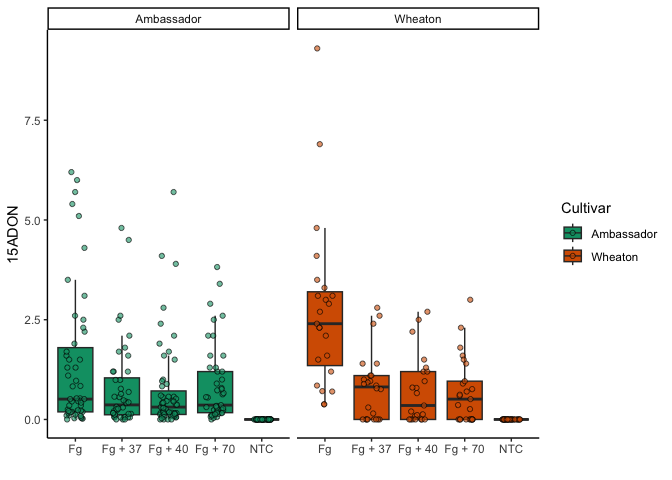 Ambassador Wheaton
7.5
5.0
2.5
0.0
15ADON
Fg Fg + 37 Fg + 40 Fg + 70 NTC Fg Fg + 37 Fg + 40 Fg + 70 NTC
Cultivar
Ambassador
Wheaton